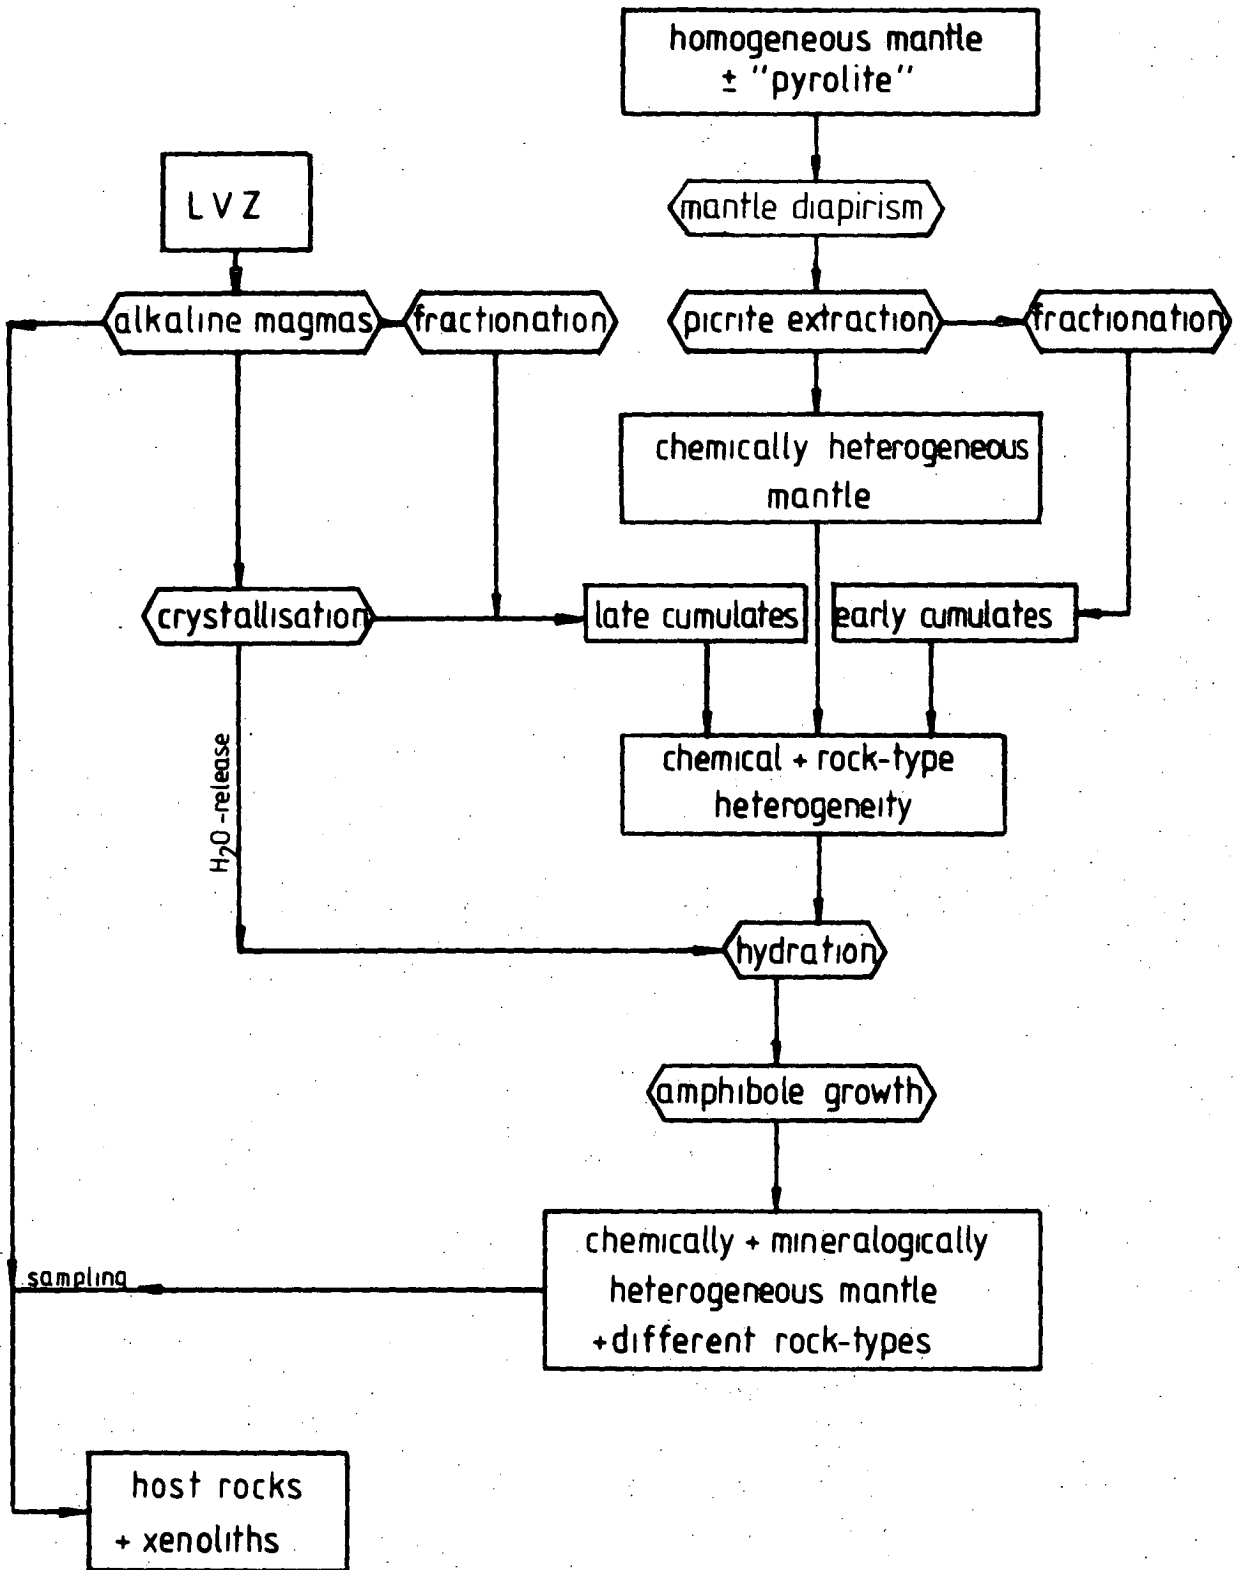 homogeneous mantle
± "pyrolite"
LVZ
mantle diapirism
alkaline magmas
fractionation
picrite extraction
fractionation
chemically heterogeneous
mantle
crystallisation
late cumulates
early cumulates
H₂O-release
chemical + rock-type
heterogeneity
hydration
amphibole growth
chemically + mineralogically
heterogeneous mantle
+different rock-types
sampling
host rocks
+ xenoliths